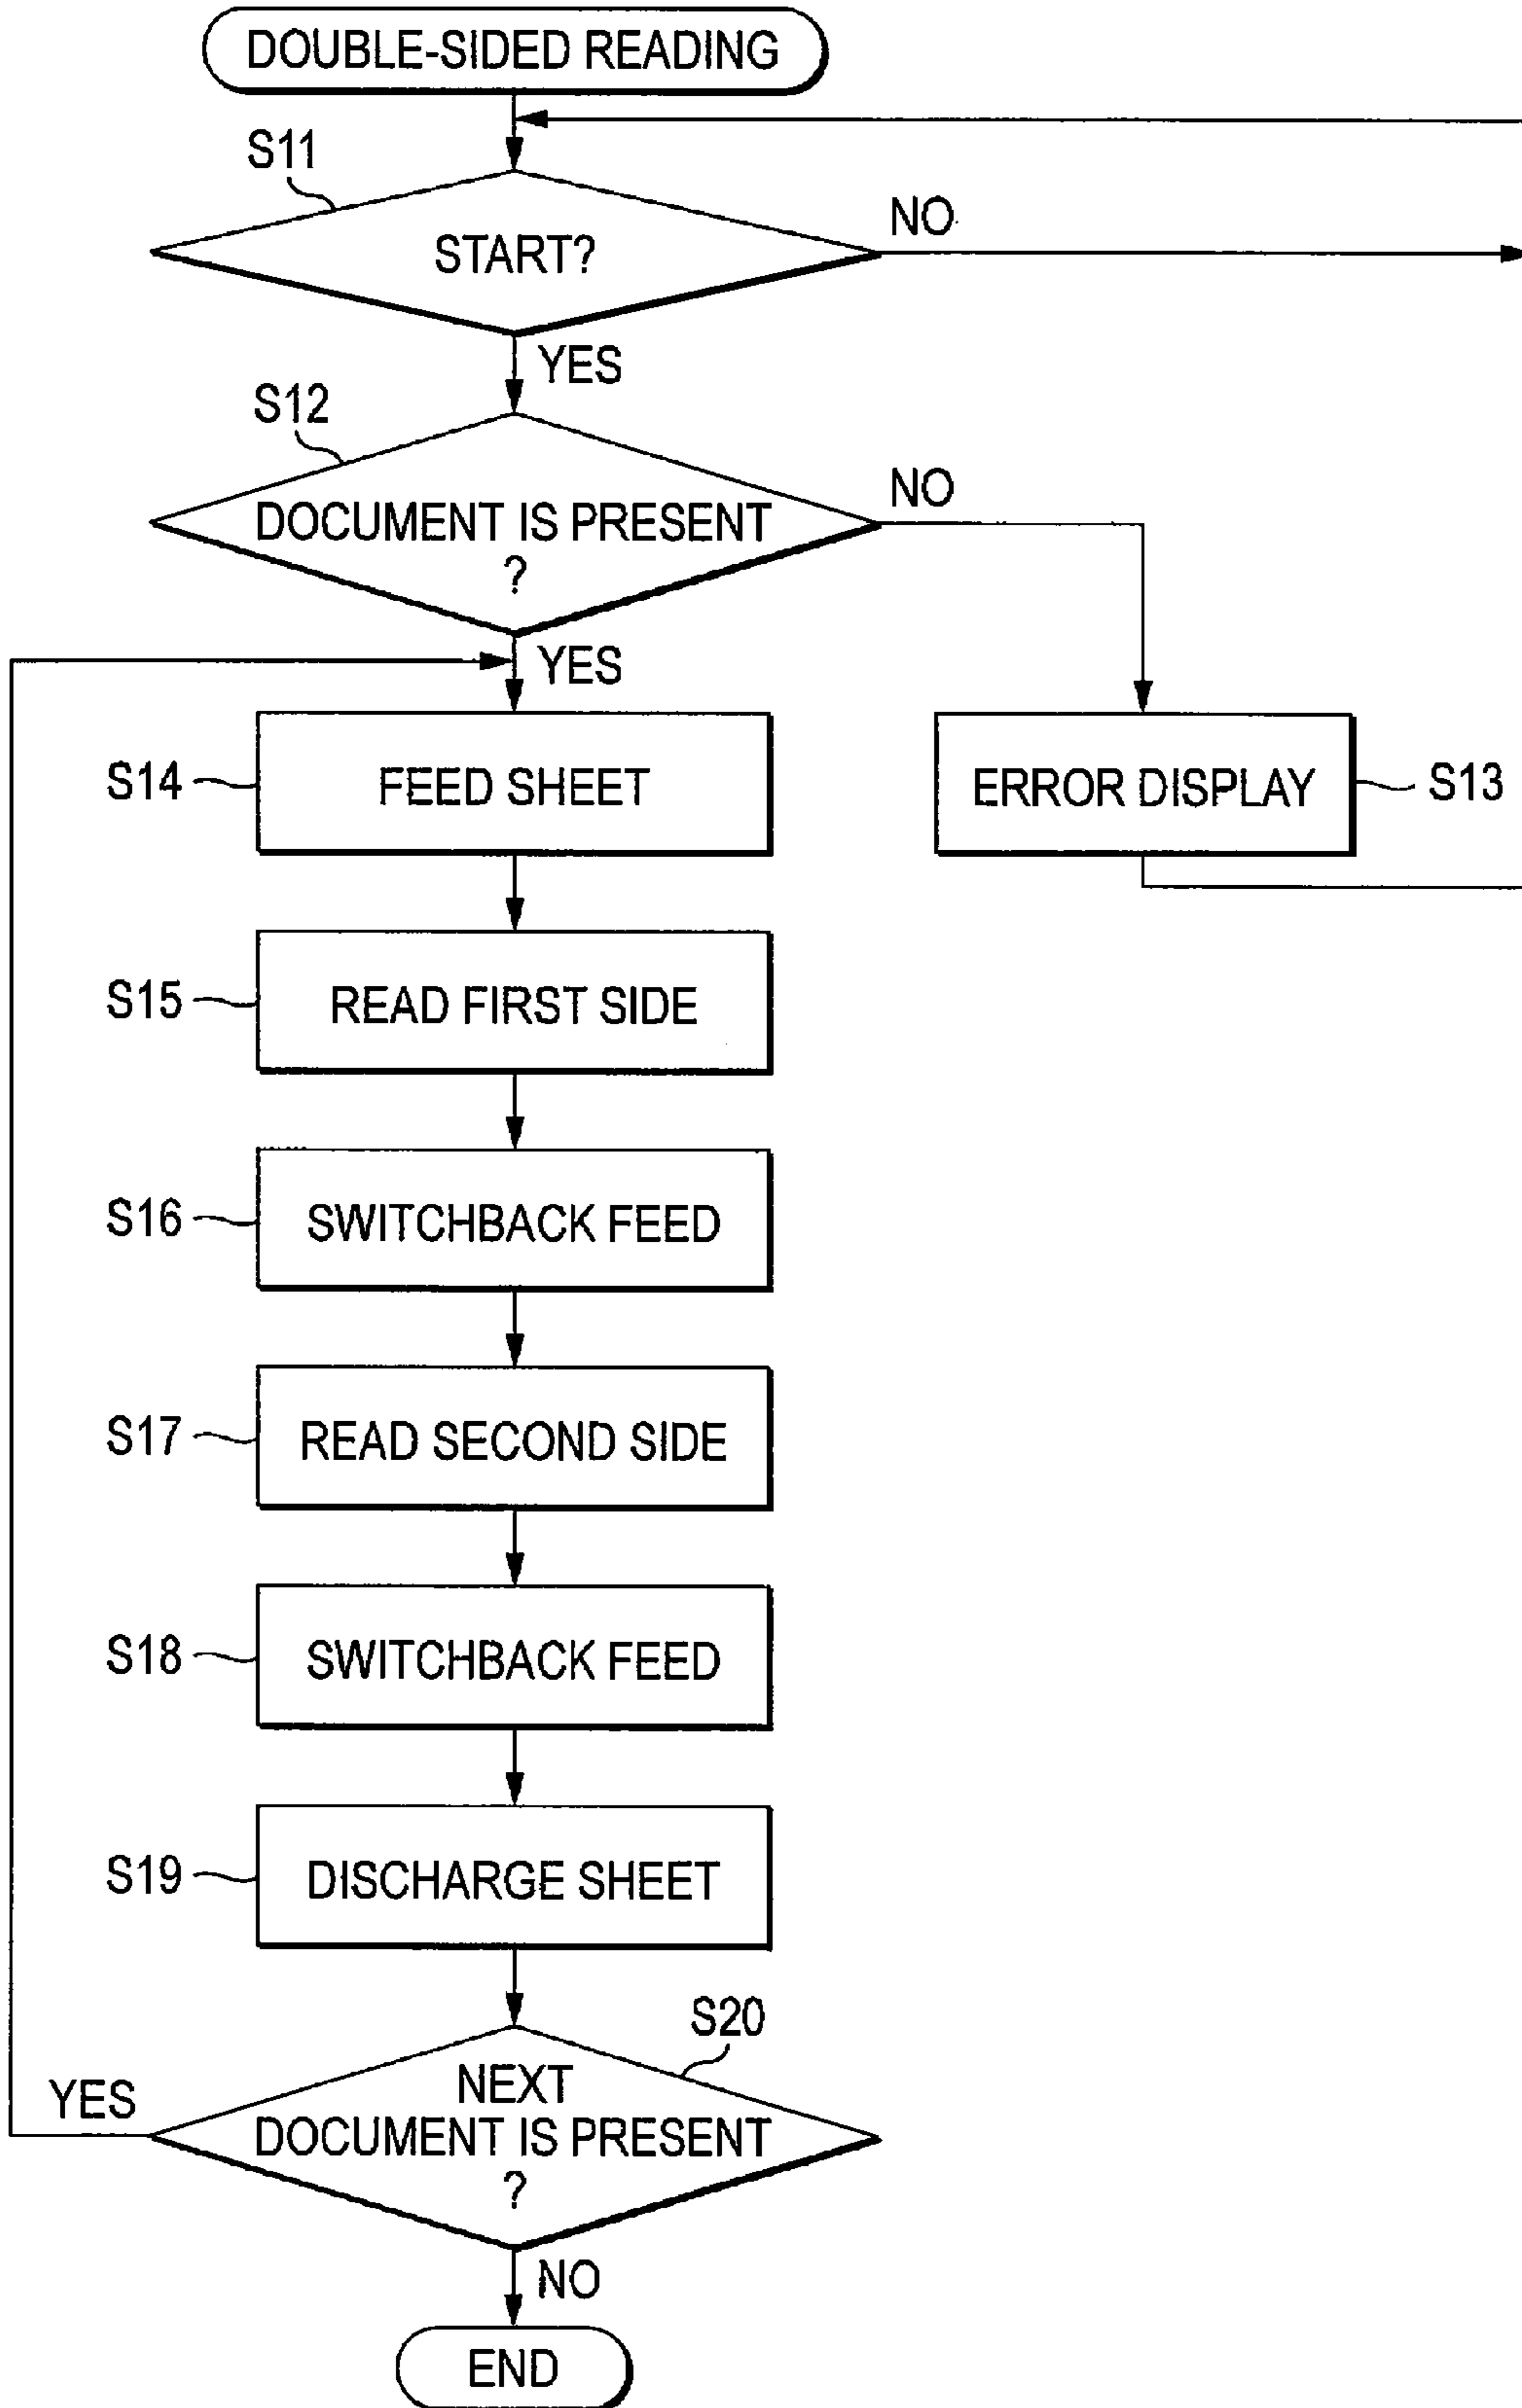 DOUBLE-SIDED READING
S11
START?
NO
YES
S12
DOCUMENT IS PRESENT
?
NO
YES
S14
FEED SHEET
ERROR DISPLAY
S13
S15
READ FIRST SIDE
S16
SWITCHBACK FEED
S17
READ SECOND SIDE
S18
SWITCHBACK FEED
S19
DISCHARGE SHEET
S20
NEXT
DOCUMENT IS PRESENT
?
YES
NO
END